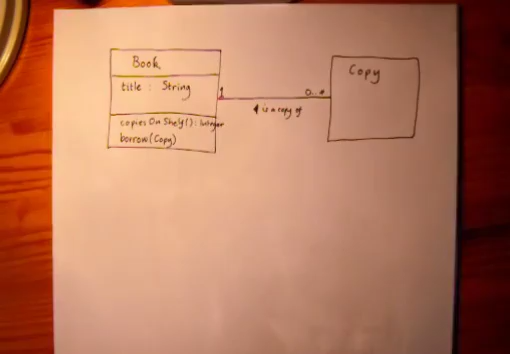 Book
title : String
copiesOnShelf() : Integer
borrow(Copy)
1
0..*
◀ is a copy of
Copy